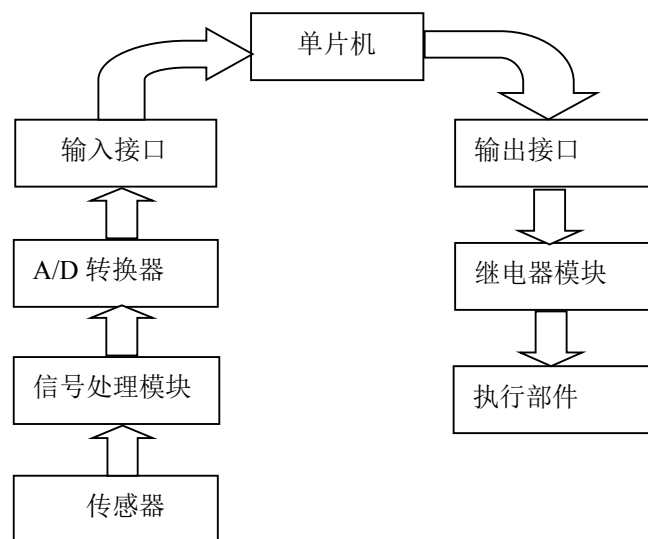 单片机
输入接口
输出接口
A/D 转换器
继电器模块
信号处理模块
执行部件
传感器